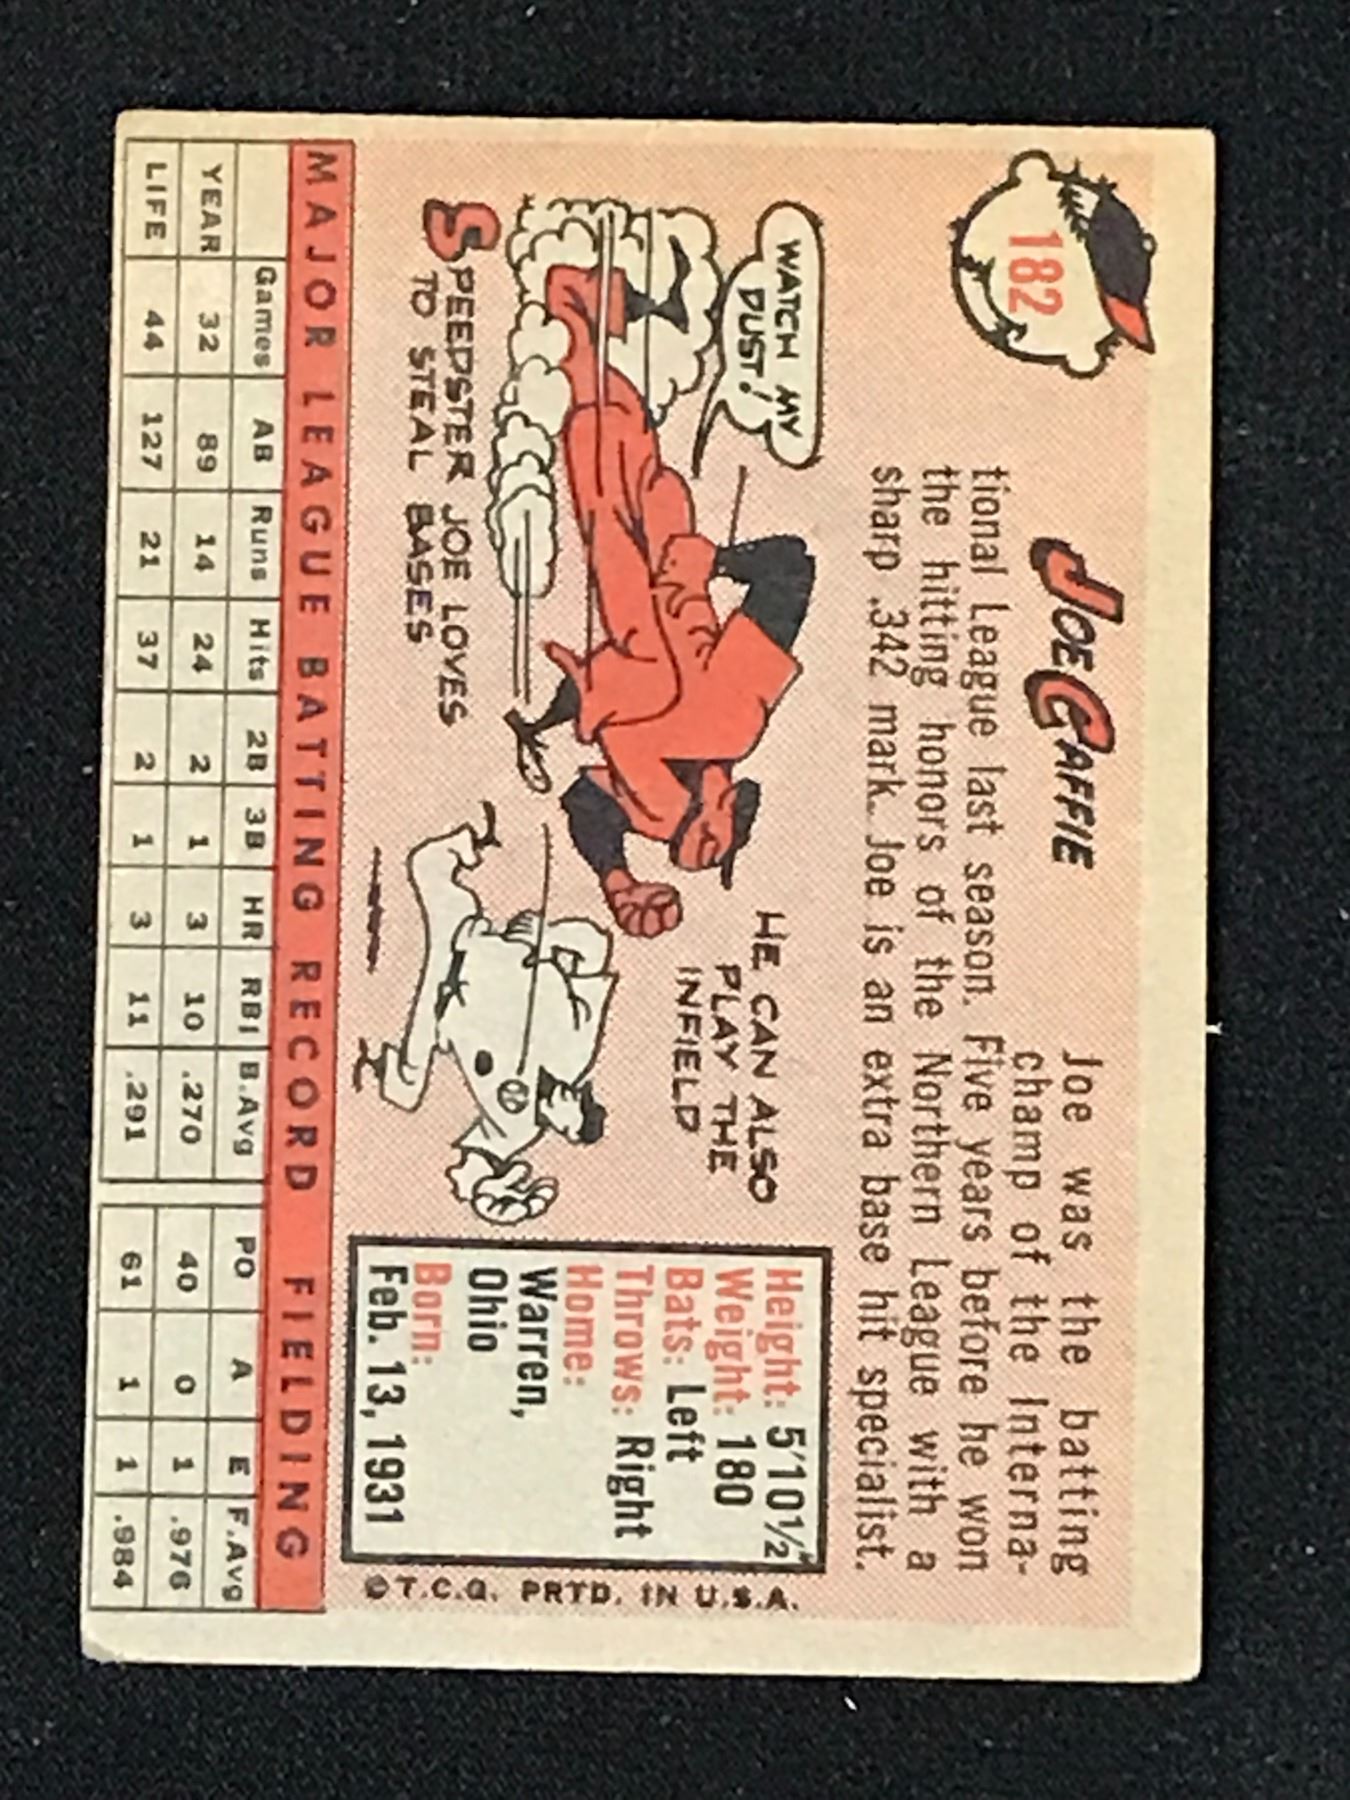 182
JOE CAFFIE
Joe was the batting
champ of the Interna-
tional League last season. Five years before he won
the hitting honors of the Northern League with a
sharp .342 mark. Joe is an extra base hit specialist.
WATCH MY
DUST!
SPEEDSTER JOE LOVES
TO STEAL BASES
HE CAN ALSO
PLAY THE
INFIELD
Height: 5'10½"
Weight: 180
Bats: Left
Throws: Right
Home:
Warren,
Ohio
Born:
Feb. 13, 1931
©T.C.G. PRTD. IN U.S.A.
MAJOR LEAGUE BATTING RECORD FIELDING
Games AB Runs Hits 2B 3B HR RBI B.Avg PO A E F.Avg
YEAR 32 89 14 24 2 1 3 10 .270 40 0 1 .976
LIFE 44 127 21 37 2 1 3 11 .291 61 1 1 .984